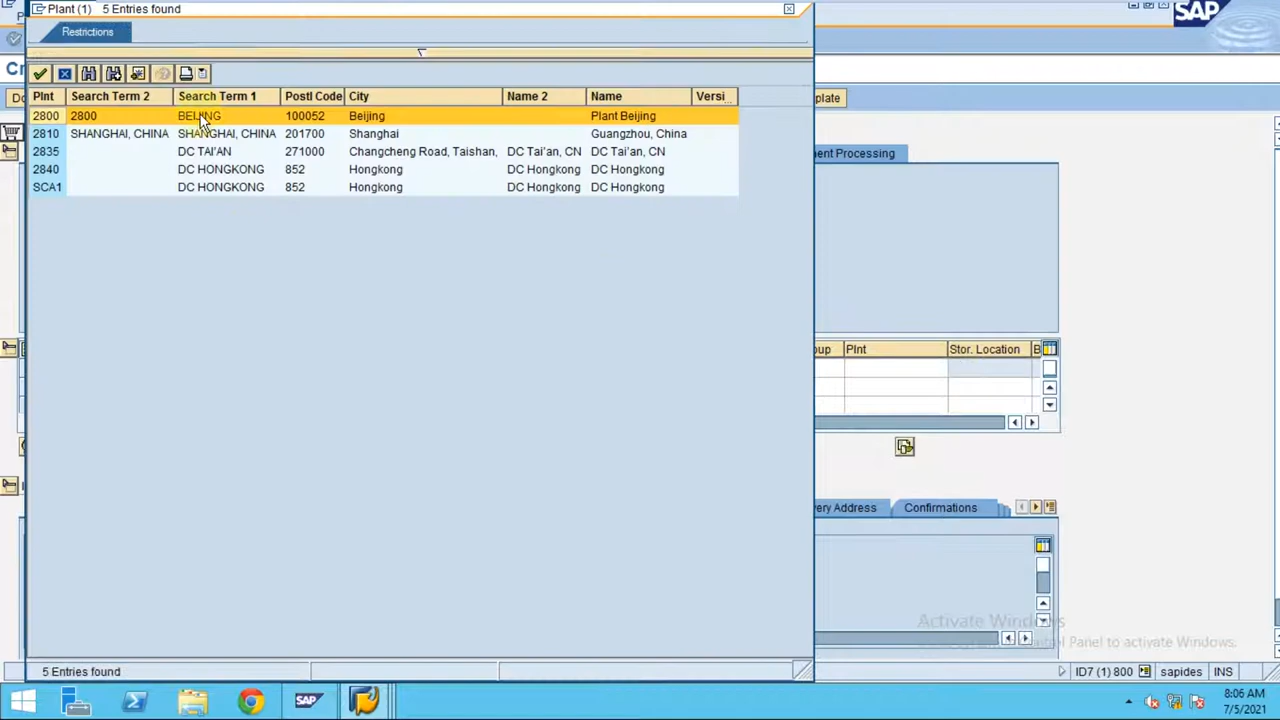 Plant (1) 5 Entries found
SAP
Restrictions
Cr
Plnt Search Term 2 Search Term 1 Postl Code City Name 2 Name Versi...
2800 2800 BEIJING 100052 Beijing Plant Beijing
2810 SHANGHAI, CHINA SHANGHAI, CHINA 201700 Shanghai Guangzhou, China
2835 DC TAI'AN 271000 Changcheng Road, Taishan, DC Tai'an, CN DC Tai'an, CN
2840 DC HONGKONG 852 Hongkong DC Hongkong DC Hongkong
SCA1 DC HONGKONG 852 Hongkong DC Hongkong DC Hongkong
Do
plate
ent Processing
oup Plnt Stor. Location B
ery Address Confirmations
Activate Windows
ntrol Panel to activate Windows.
5 Entries found
ID7 (1) 800 sapides INS
SAP
8:06 AM
7/5/2021